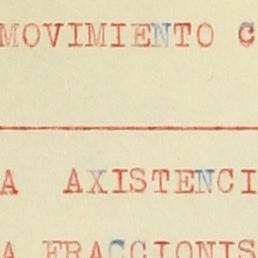 MOVIMIENTO C
A AXISTENCI
A FRACCIONIS